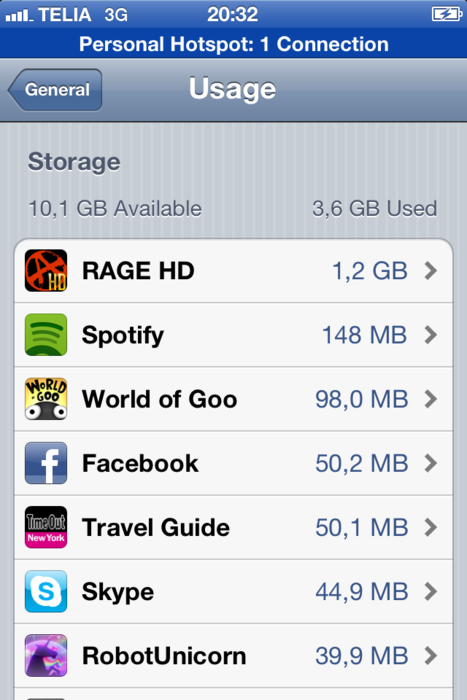 TELIA 3G 20:32
Personal Hotspot: 1 Connection
General Usage
Storage
10,1 GB Available 3,6 GB Used
HD RAGE HD 1,2 GB
Spotify 148 MB
WORLD OF GOO World of Goo 98,0 MB
f Facebook 50,2 MB
TimeOut New York Travel Guide 50,1 MB
S Skype 44,9 MB
RobotUnicorn 39,9 MB